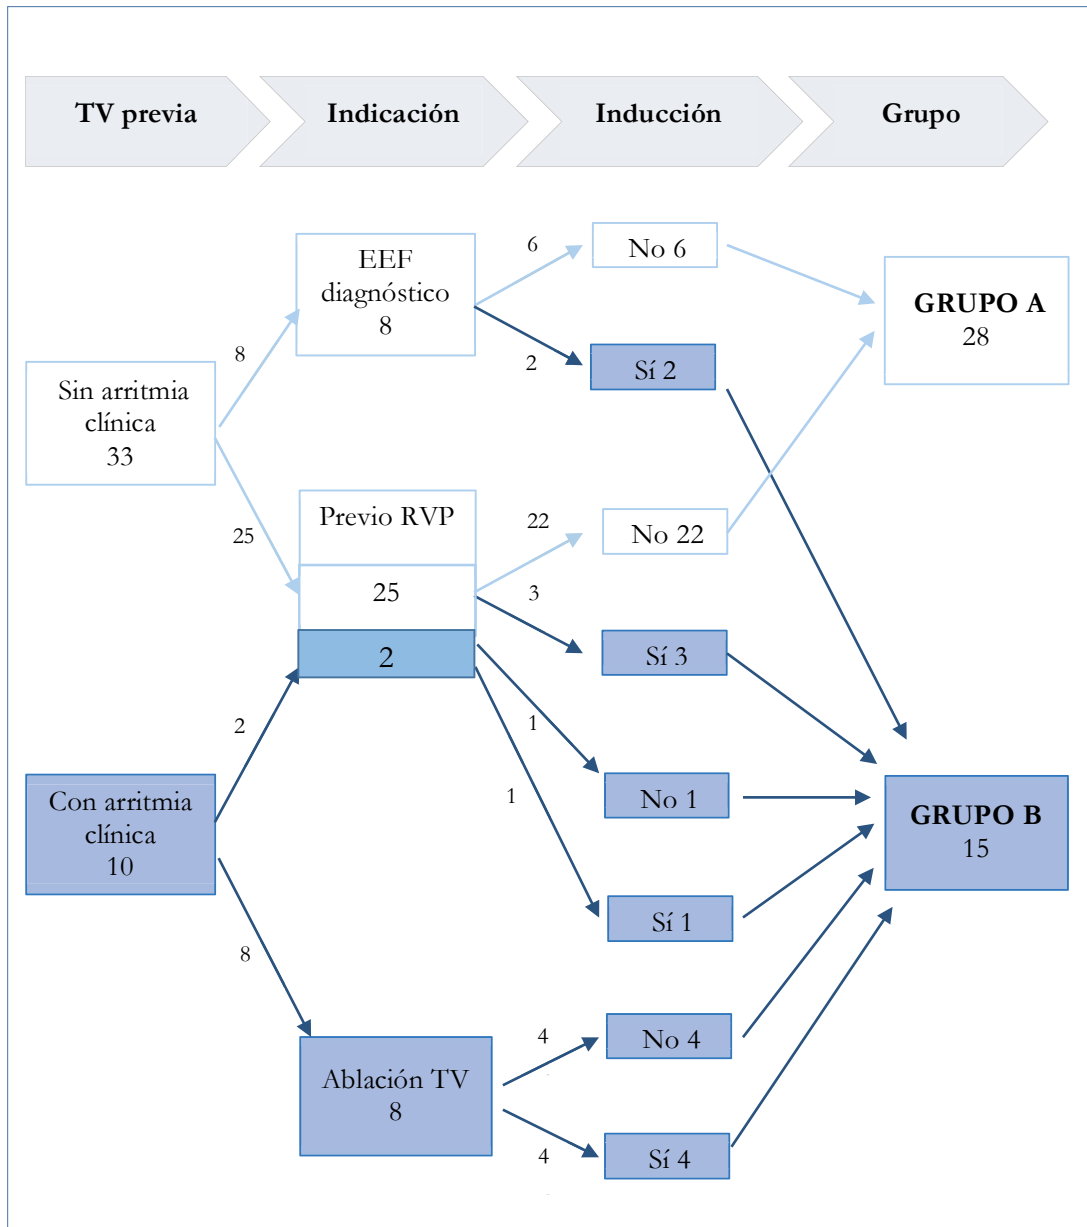 TV previa
Indicación
Inducción
Grupo
EEF
diagnóstico
8
6
No 6
GRUPO A
28
2
Sí 2
8
Sin arritmia
clínica
33
25
Previo RVP
25
2
22
No 22
3
Sí 3
2
1
No 1
1
Con arritmia
clínica
10
GRUPO B
15
Sí 1
8
Ablación TV
8
4
No 4
4
Sí 4